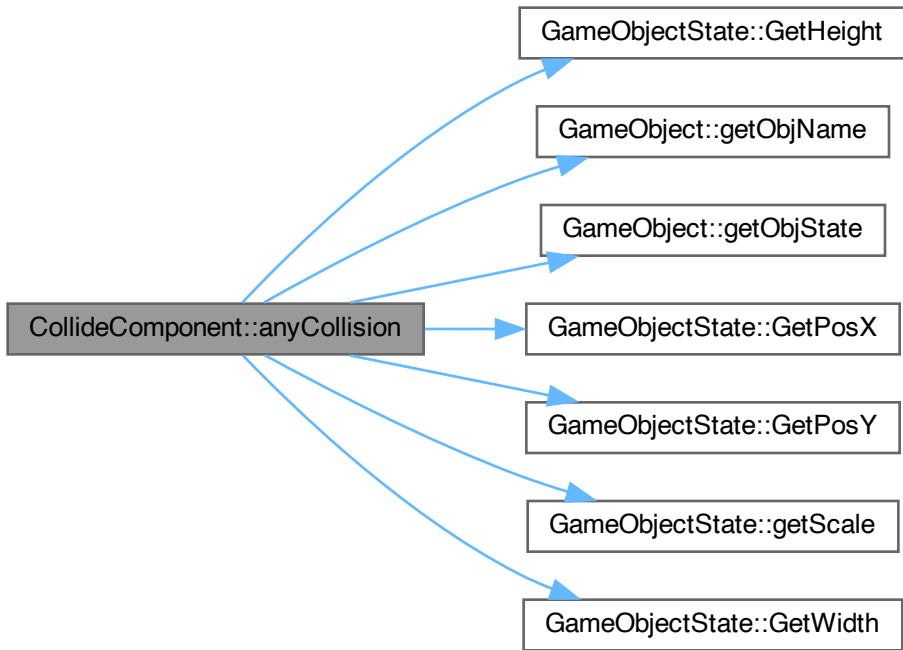 GameObjectState::GetHeight
GameObject::getObjName
GameObject::getObjState
CollideComponent::anyCollision
GameObjectState::GetPosX
GameObjectState::GetPosY
GameObjectState::getScale
GameObjectState::GetWidth